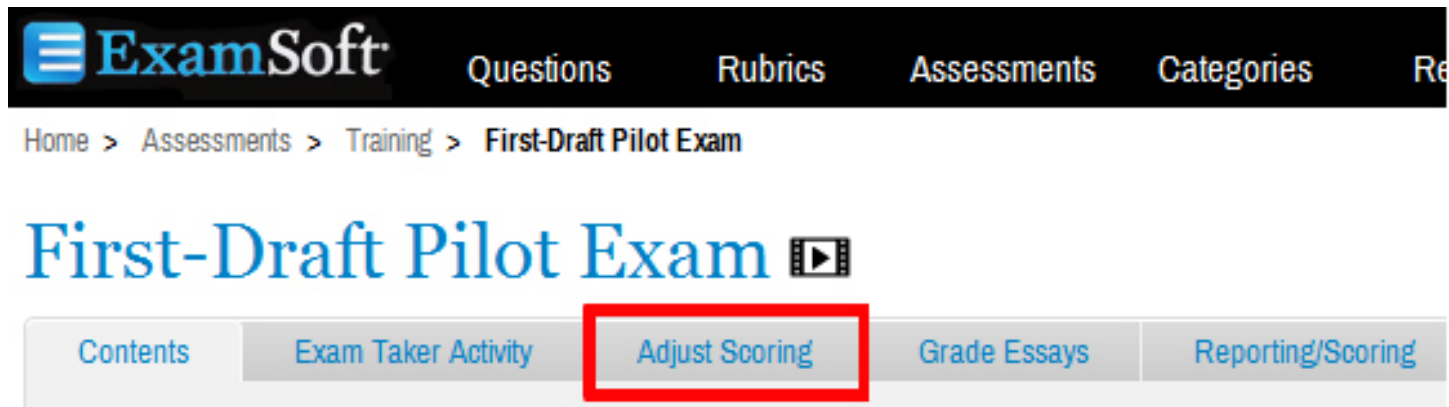 ExamSoft Questions Rubrics Assessments Categories
Home > Assessments > Training > First-Draft Pilot Exam
First-Draft Pilot Exam
Contents Exam Taker Activity Adjust Scoring Grade Essays Reporting/Scoring